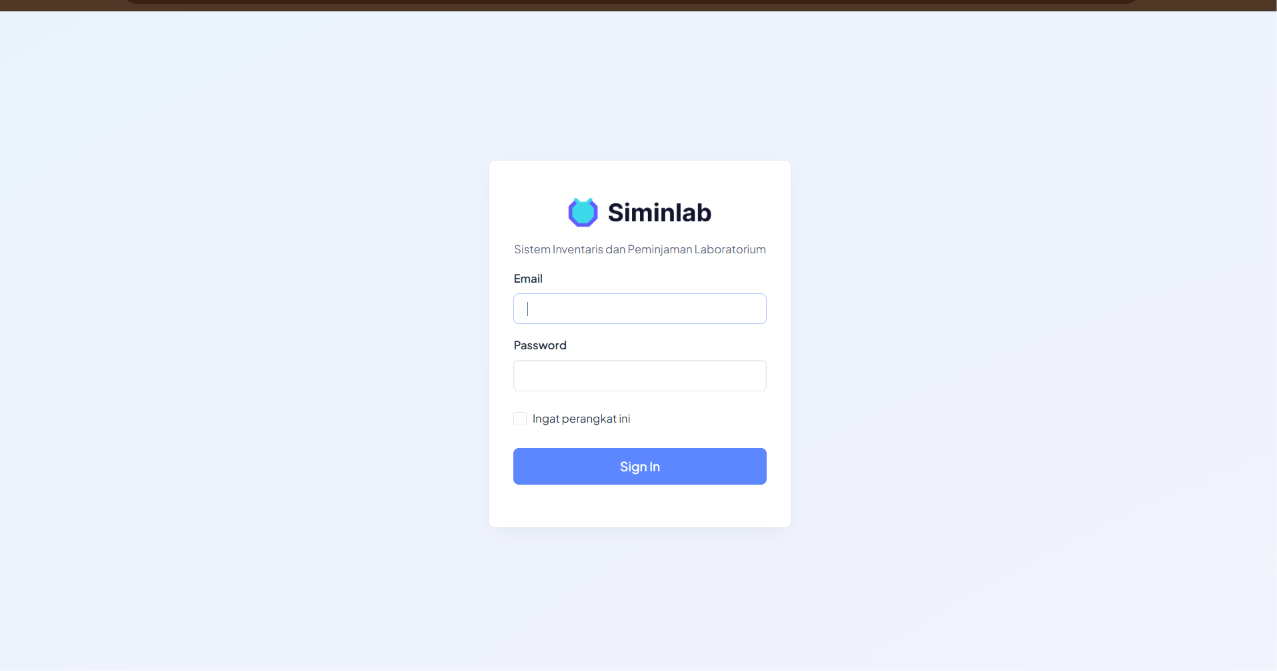 Siminlab
Sistem Inventaris dan Peminjaman Laboratorium
Email
Password
Ingat perangkat ini
Sign In